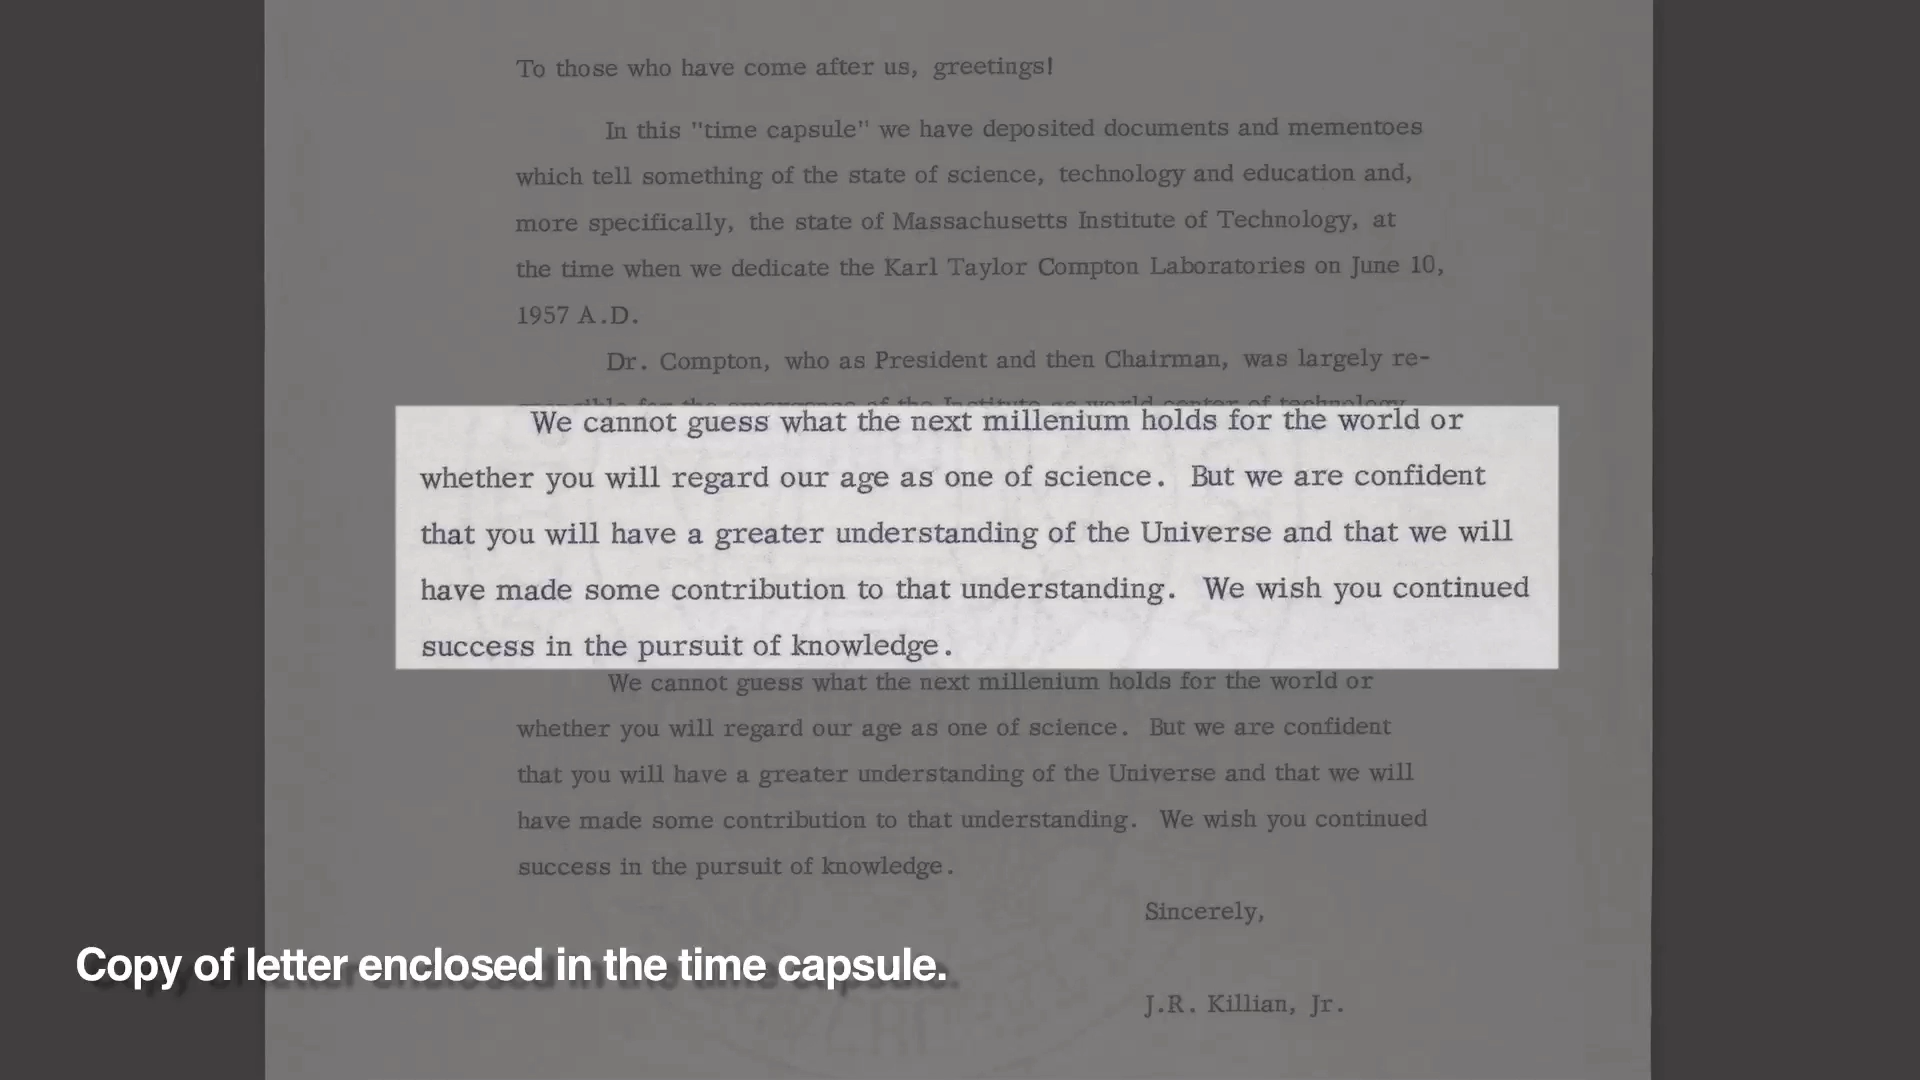 To those who have come after us, greetings!
In this "time capsule" we have deposited documents and mementoes
which tell something of the state of science, technology and education and,
more specifically, the state of Massachusetts Institute of Technology, at
the time when we dedicate the Karl Taylor Compton Laboratories on June 10,
1957 A.D.
Dr. Compton, who as President and then Chairman, was largely re-
We cannot guess what the next millenium holds for the world or
whether you will regard our age as one of science. But we are confident
that you will have a greater understanding of the Universe and that we will
have made some contribution to that understanding. We wish you continued
success in the pursuit of knowledge.
We cannot guess what the next millenium holds for the world or
whether you will regard our age as one of science. But we are confident
that you will have a greater understanding of the Universe and that we will
have made some contribution to that understanding. We wish you continued
success in the pursuit of knowledge.
Sincerely,
Copy of letter enclosed in the time capsule.
J.R. Killian, Jr.